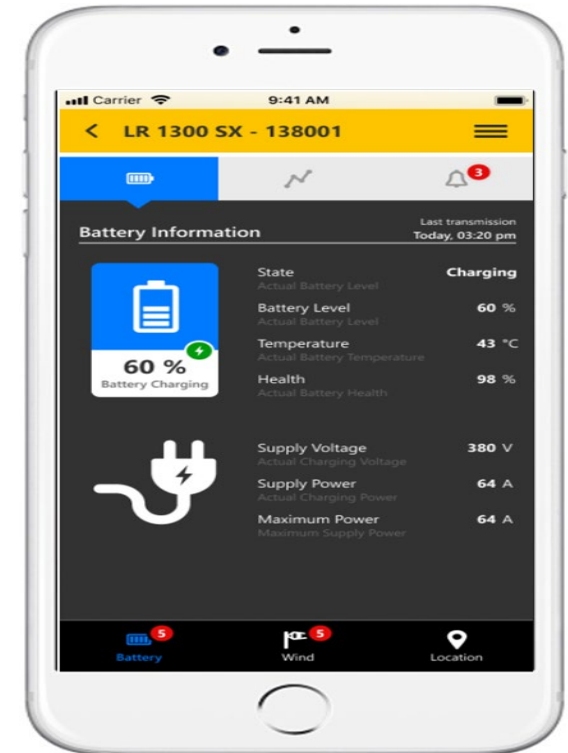 Carrier 9:41 AM
LR 1300 SX - 138001
3
Battery Information
Last transmission
Today, 03:20 pm
60 %
Battery Charging
State Charging
Actual Battery Level
Battery Level 60 %
Actual Battery Level
Temperature 43 °C
Actual Battery Temperature
Health 98 %
Actual Battery Health
Supply Voltage 380 V
Actual Charging Voltage
Supply Power 64 A
Actual Charging Power
Maximum Power 64 A
Maximum Supply Power
5 5
Battery Wind Location